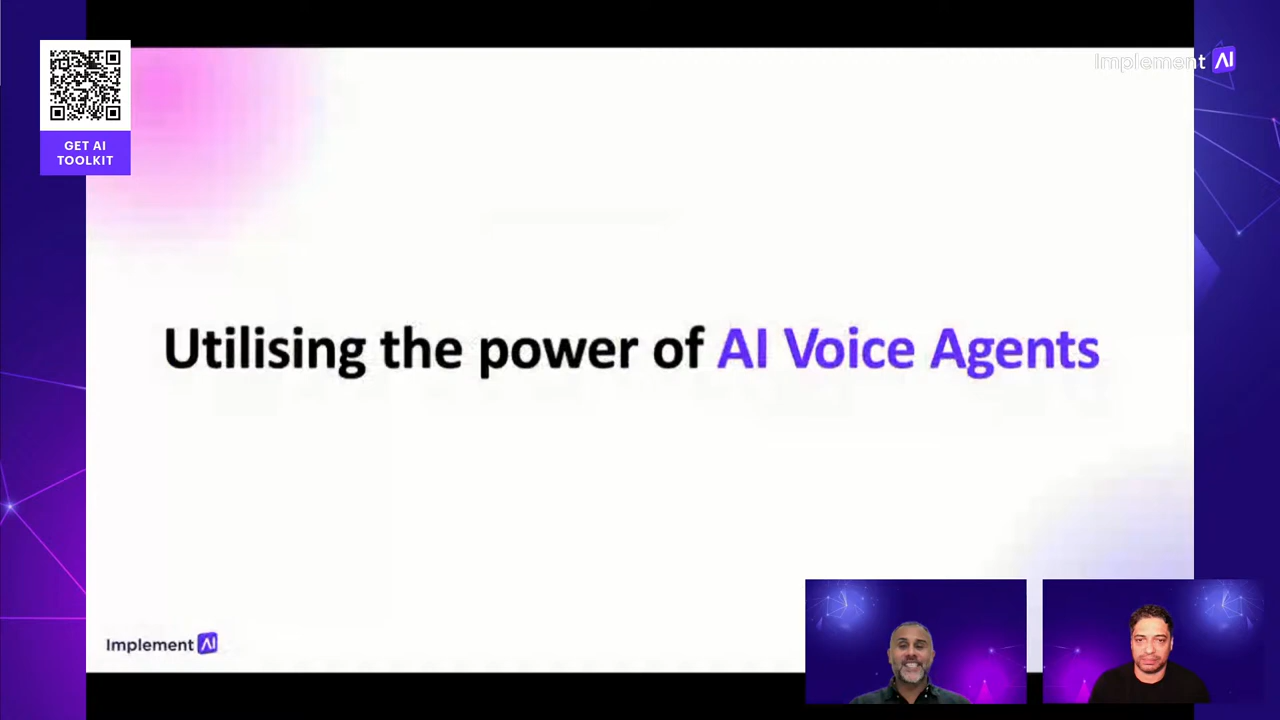 GET AI
TOOLKIT
Implement AI
Utilising the power of AI Voice Agents
Implement AI